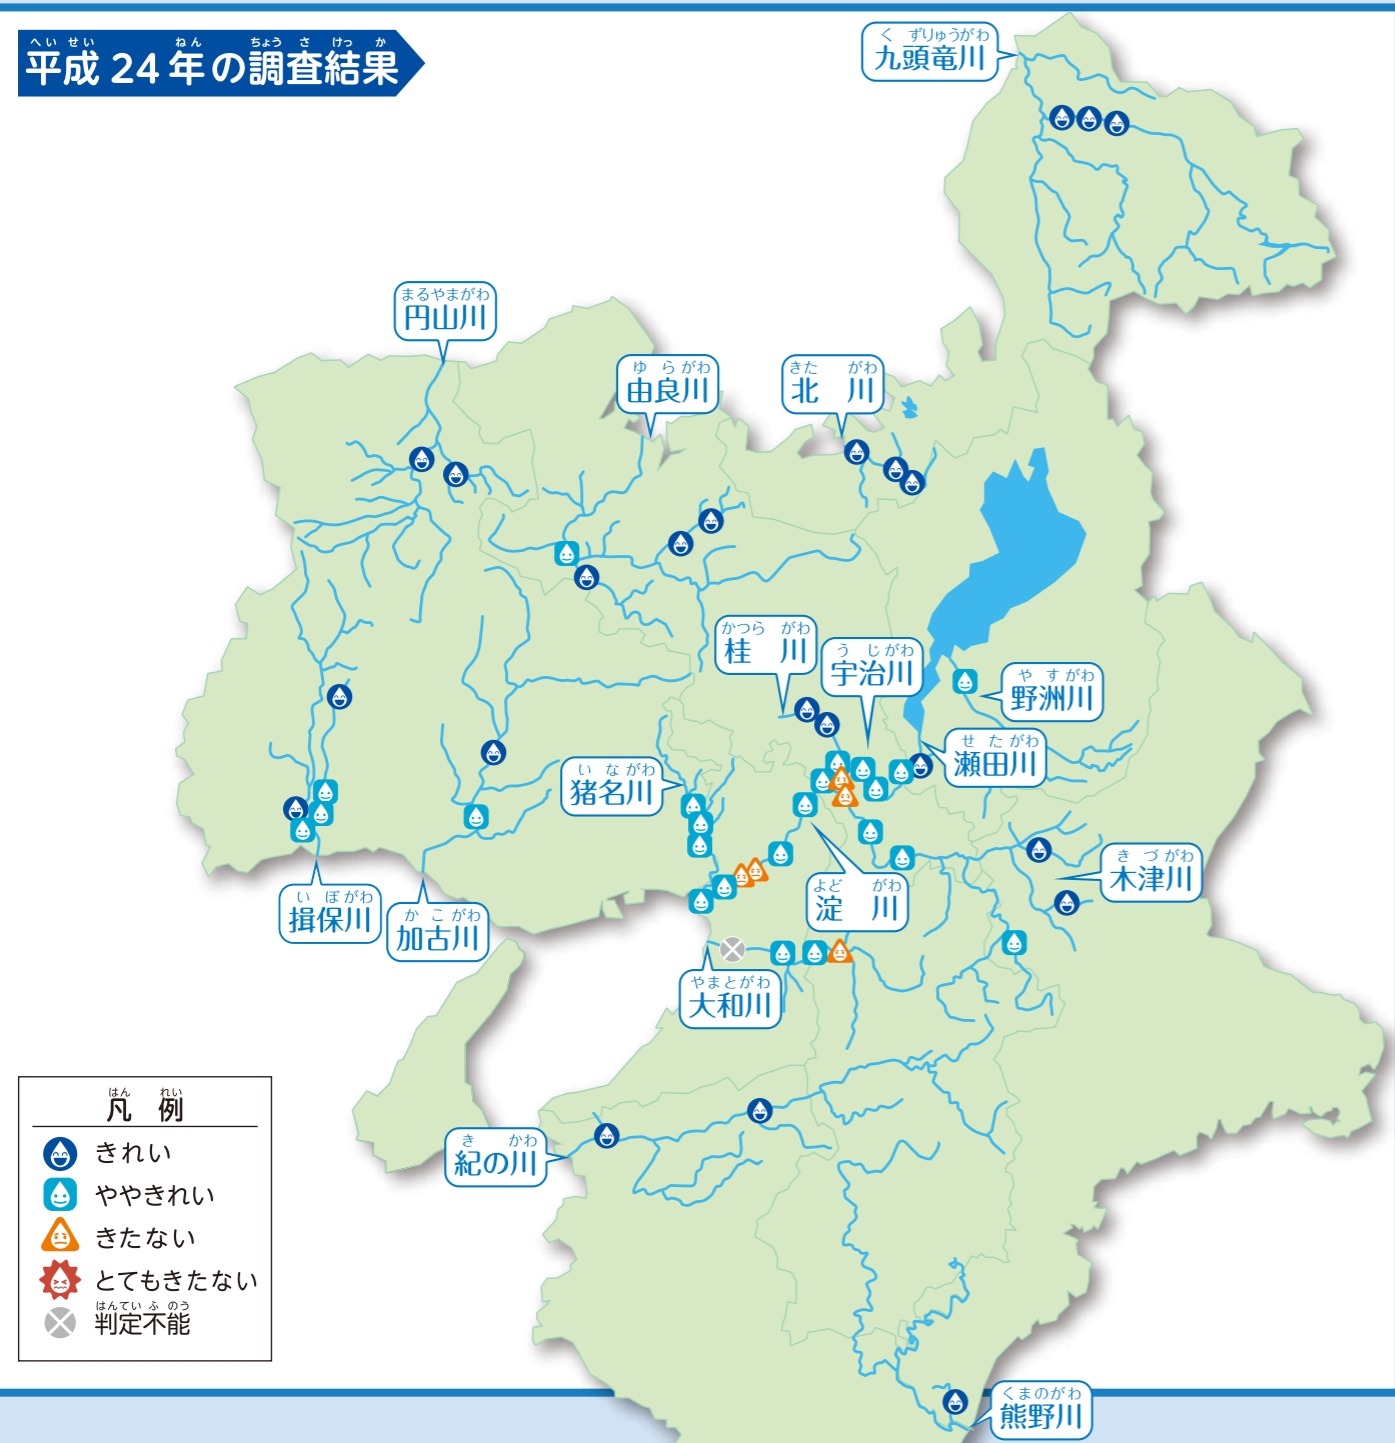 へいせい ねん ちょうさけっか
平成 24 年の調査結果
くずりゅうがわ
九頭竜川
まるやまがわ
円山川
ゆらがわ
由良川
きた がわ
北 川
かつら がわ
桂 川
うじがわ
宇治川
やすがわ
野洲川
せたがわ
瀬田川
いながわ
猪名川
きづがわ
木津川
よど がわ
淀 川
いぼがわ
揖保川
かこがわ
加古川
やまとがわ
大和川
き かわ
紀の川
くまのがわ
熊野川
はん れい
凡 例
きれい
ややきれい
きたない
とてもきたない
はんていふのう
判定不能